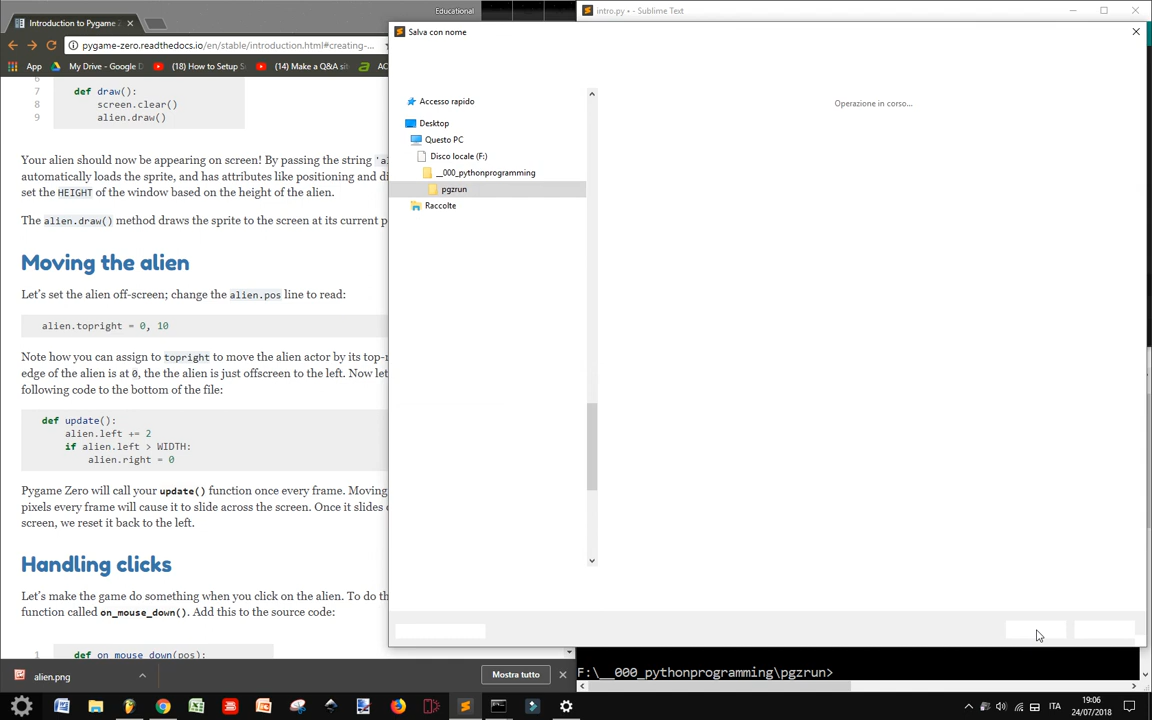 Educational
intro.py • - Sublime Text
Introduction to Pygame Z
pygame-zero.readthedocs.io/en/stable/introduction.html#creating-...
App
My Drive - Google D
(18) How to Setup S
(14) Make a Q&A si
AC
Salva con nome
Accesso rapido
Desktop
Questo PC
Disco locale (F:)
__000_pythonprogramming
pgzrun
Raccolte
Operazione in corso...
6
7 def draw():
8 screen.clear()
9 alien.draw()
Your alien should now be appearing on screen! By passing the string 'al
automatically loads the sprite, and has attributes like positioning and di
set the HEIGHT of the window based on the height of the alien.
The alien.draw() method draws the sprite to the screen at its current p
Moving the alien
Let's set the alien off-screen; change the alien.pos line to read:
alien.topright = 0, 10
Note how you can assign to topright to move the alien actor by its top-r
edge of the alien is at 0, the the alien is just offscreen to the left. Now let
following code to the bottom of the file:
def update():
alien.left += 2
if alien.left > WIDTH:
alien.right = 0
Pygame Zero will call your update() function once every frame. Moving
pixels every frame will cause it to slide across the screen. Once it slides o
screen, we reset it back to the left.
Handling clicks
Let's make the game do something when you click on the alien. To do th
function called on_mouse_down(). Add this to the source code:
1 def on mouse down(pos):
alien.png
Mostra tutto
F:\__000_pythonprogramming\pgzrun>
ITA
19:06
24/07/2018